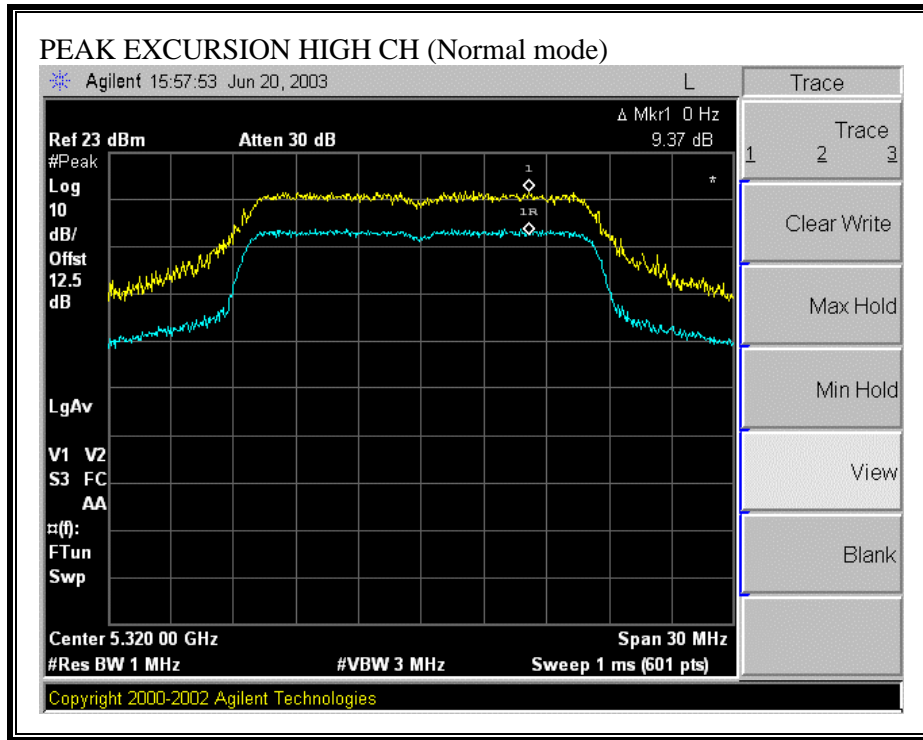 PEAK EXCURSION HIGH CH (Normal mode)
Agilent 15:57:53 Jun 20, 2003 L
Trace
Δ Mkr1 0 Hz
Ref 23 dBm Atten 30 dB 9.37 dB
#Peak
Log
10
dB/
Offst
12.5
dB
1
*
1R
LgAv
V1 V2
S3 FC
AA
¤(f):
FTun
Swp
Center 5.320 00 GHz Span 30 MHz
#Res BW 1 MHz #VBW 3 MHz Sweep 1 ms (601 pts)
Copyright 2000-2002 Agilent Technologies
Trace
1 2 3
Clear Write
Max Hold
Min Hold
View
Blank